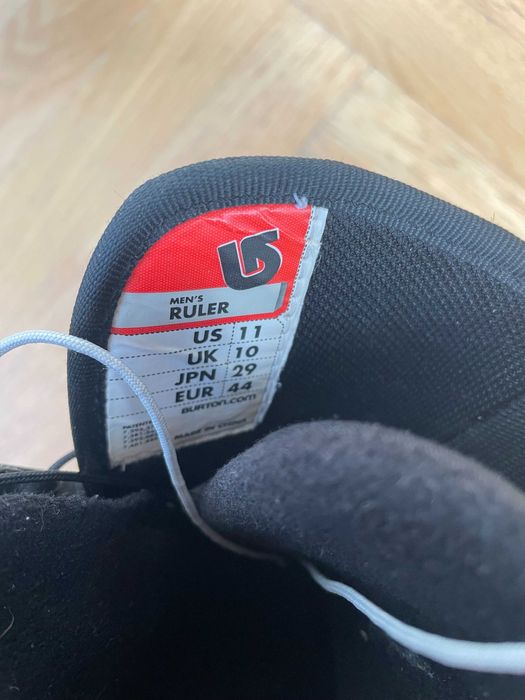 MEN'S
RULER
US 11
UK 10
JPN 29
EUR 44
BURTON.COM
MADE IN CHINA